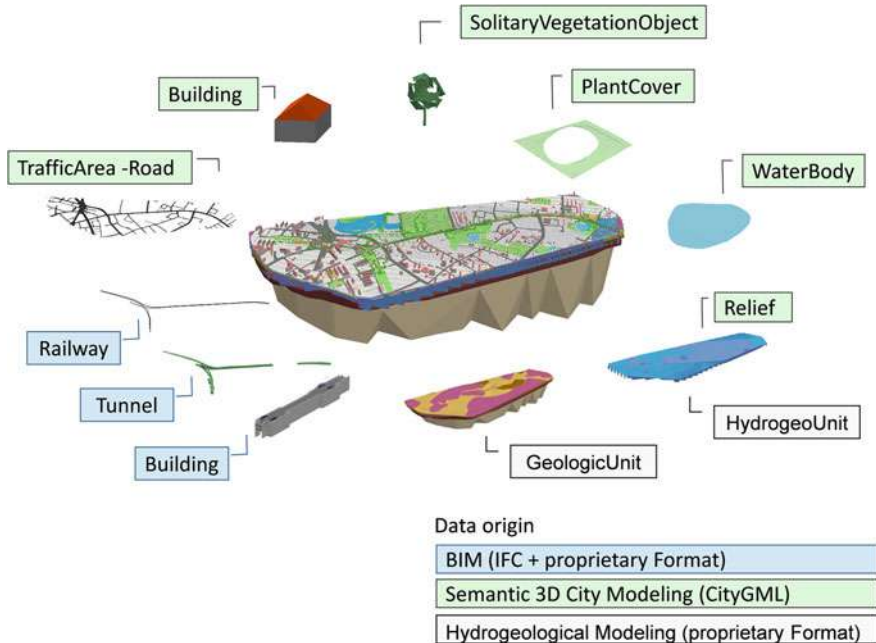 SolitaryVegetationObject
Building
PlantCover
TrafficArea -Road
WaterBody
Relief
Railway
Tunnel
HydrogeoUnit
Building
GeologicUnit
Data origin
BIM (IFC + proprietary Format)
Semantic 3D City Modeling (CityGML)
Hydrogeological Modeling (proprietary Format)